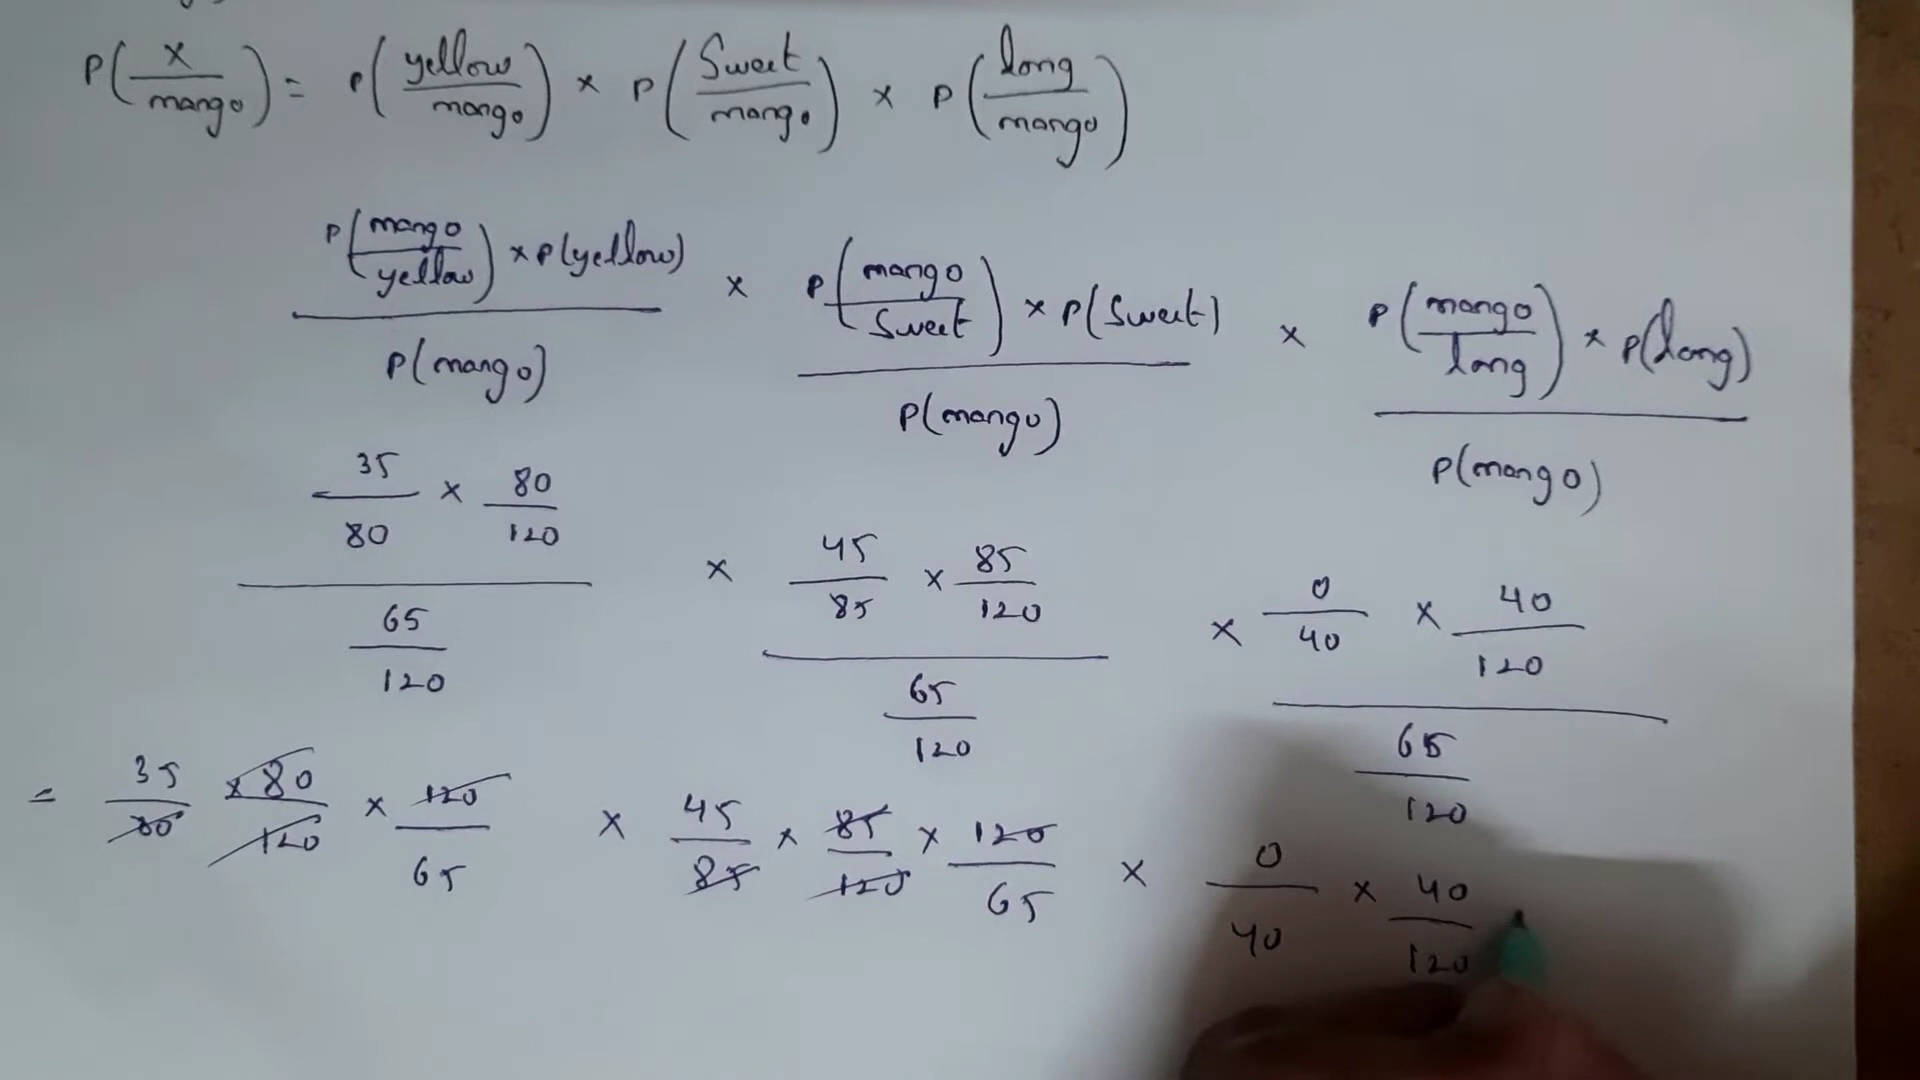 P(x/mango) = P(yellow/mango) × P(Sweet/mango) × P(long/mango)
P(mango/yellow) × P(yellow) / P(mango) × P(mango/Sweet) × P(Sweet) / P(mango) × P(mango/long) × P(long) / P(mango)
35/80 × 80/120 / 65/120 × 45/85 × 85/120 / 65/120 × 0/40 × 40/120 / 65/120
= 35/80 × 80/120 × 120/65 × 45/85 × 85/120 × 120/65 × 0/40 × 40/120